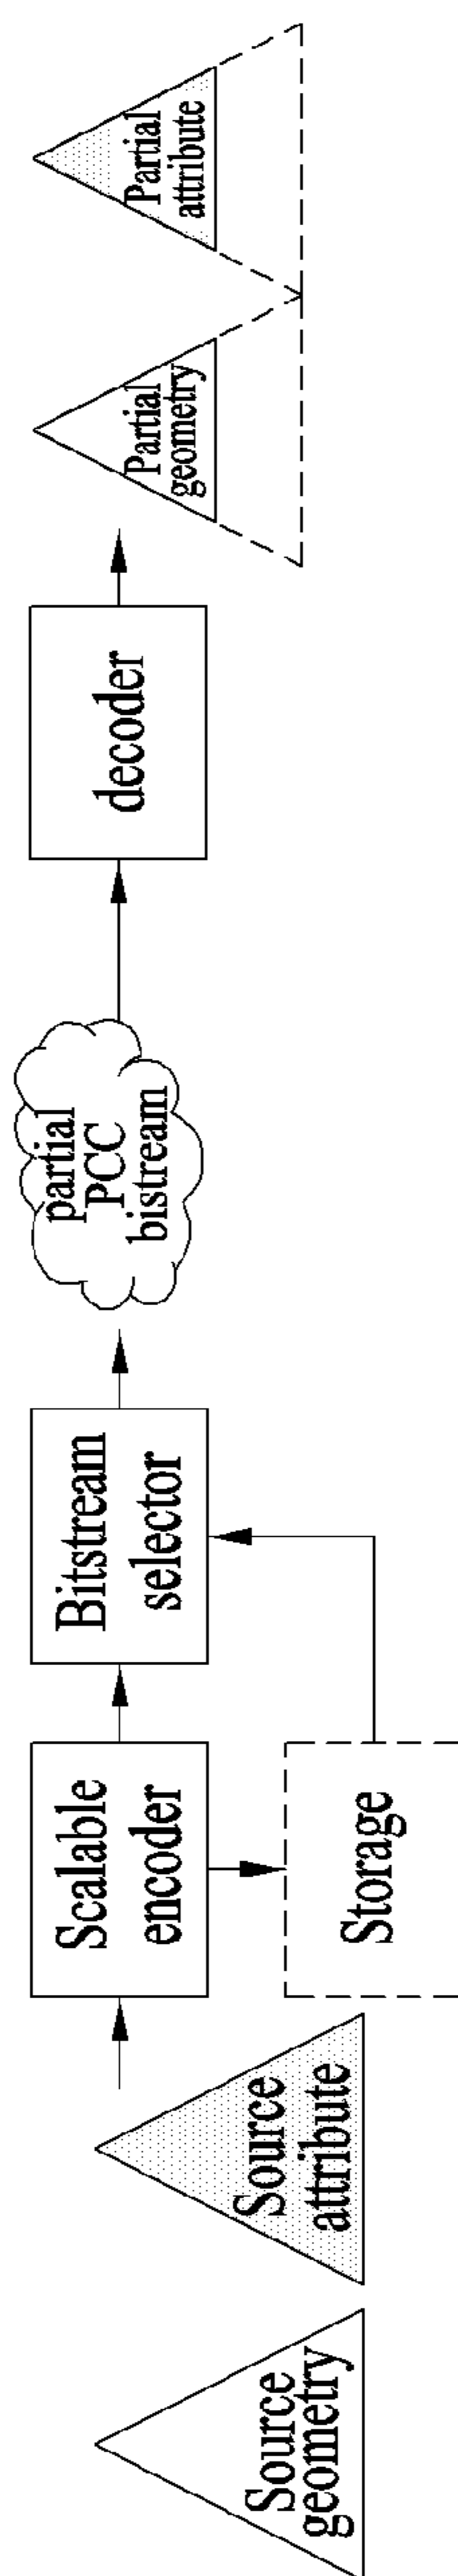 Source
geometry
Source
attribute
Scalable
encoder
Storage
Bitstream
selector
partial
PCC
bistream
decoder
Partial
geometry
Partial
attribute